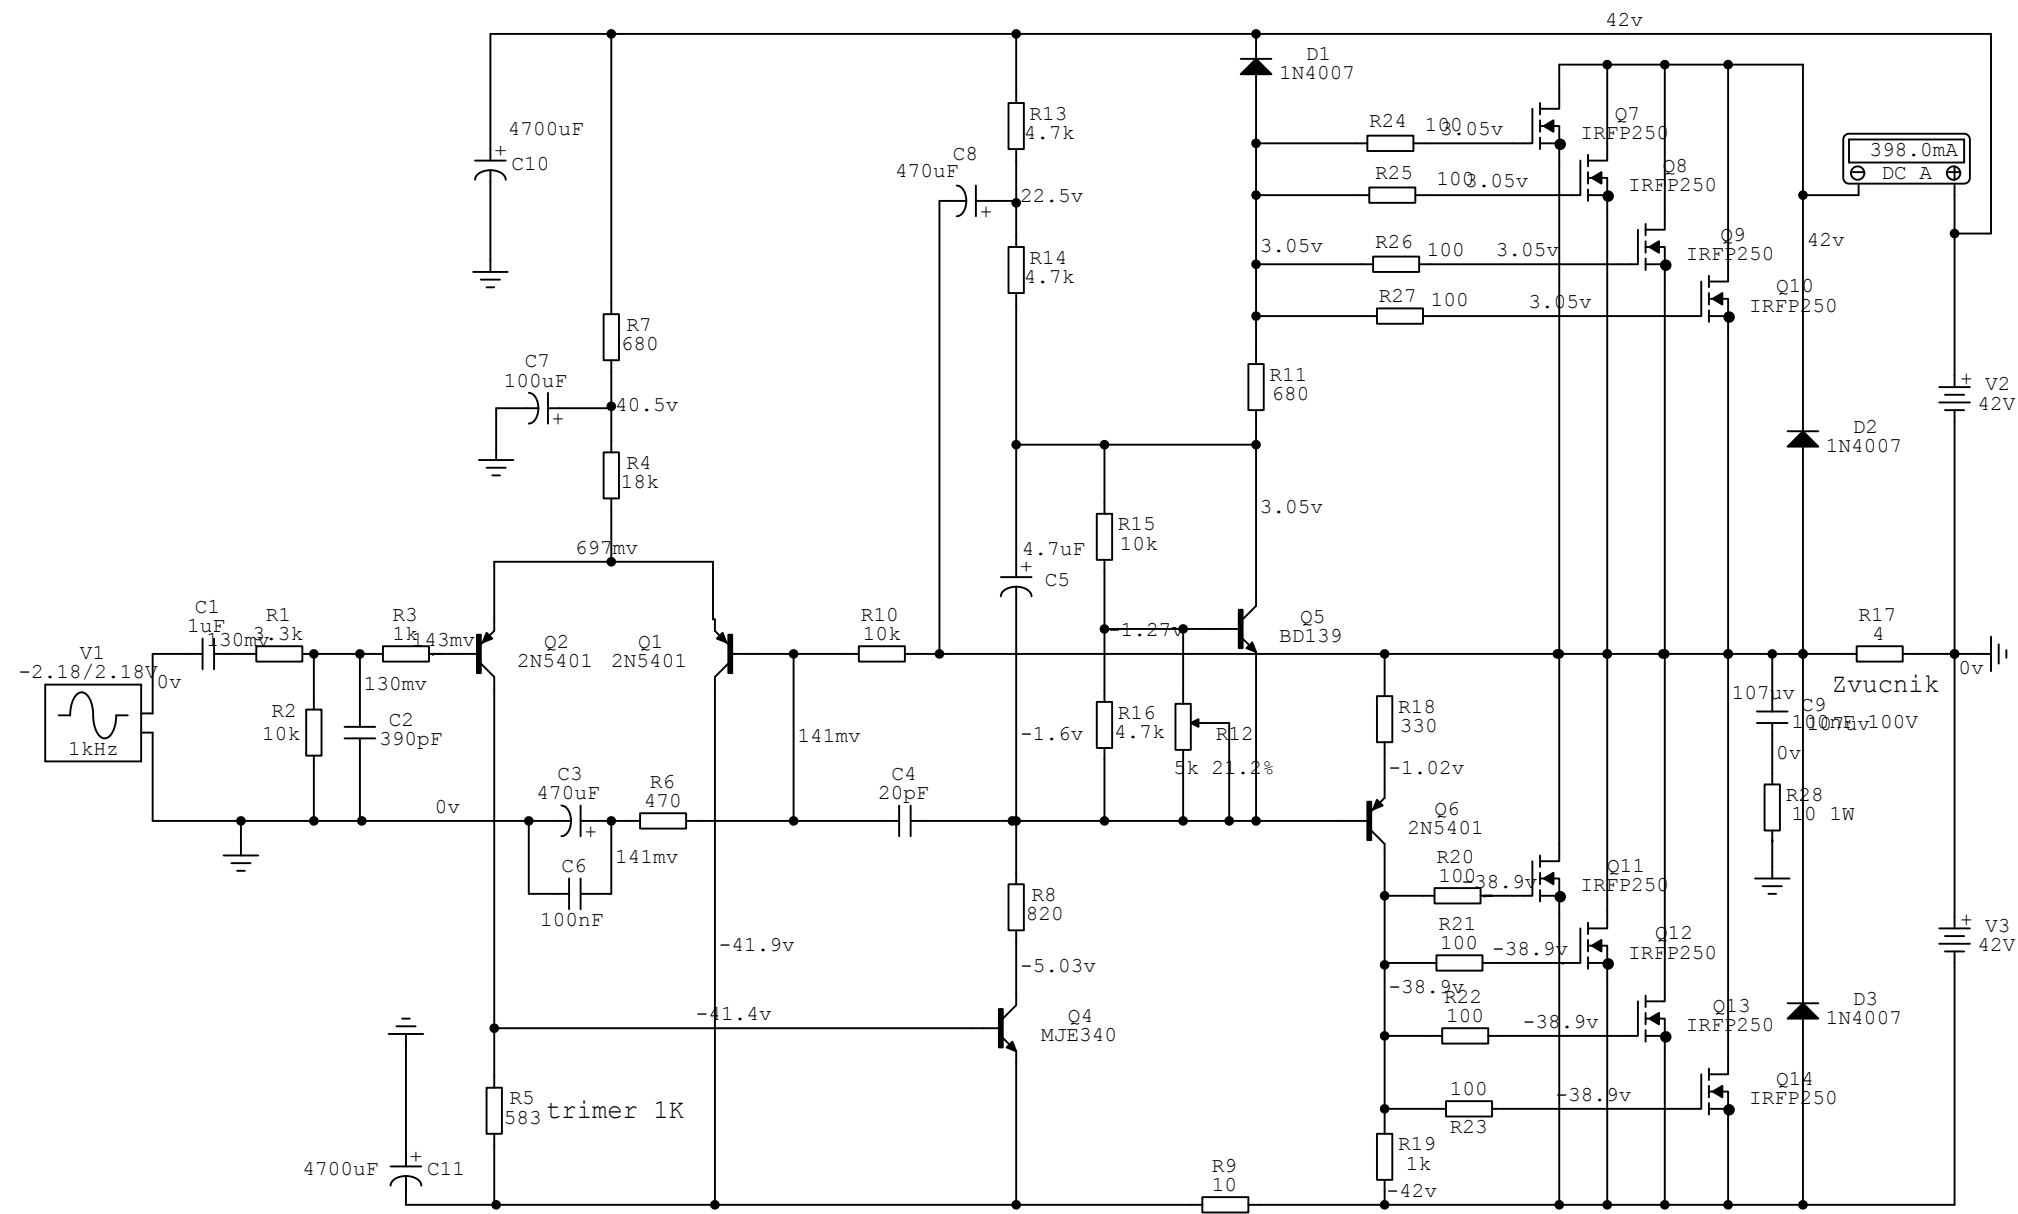 42v
D1
1N4007
4700uF
+
C10
R13
4.7k
C8
470uF
+
22.5v
R14
4.7k
R24
100
3.05v
Q7
IRFP250
R25
100
3.05v
Q8
IRFP250
3.05v
R26
100
3.05v
Q9
IRFP250
R27
100
3.05v
Q10
IRFP250
398.0mA
DC A
42v
R7
680
C7
100uF
+
40.5v
R4
18k
R11
680
+
V2
42V
D2
1N4007
697mv
R15
10k
3.05v
4.7uF
+
C5
C1
1uF
130mv
R1
3.3k
R3
1k
143mv
Q2
2N5401
Q1
2N5401
R10
10k
-1.27v
Q5
BD139
R17
4
V1
-2.18/2.18V
0v
1kHz
130mv
R2
10k
C2
390pF
141mv
-1.6v
R16
4.7k
R12
5k 21.2%
R18
330
-1.02v
107uv
C9
100nF 100V
107uv
0v
Zvucnik
0v
R28
10 1W
0v
C3
470uF
+
R6
470
C4
20pF
141mv
C6
100nF
Q6
2N5401
R8
820
R20
100
-38.9v
Q11
IRFP250
R21
100
-38.9v
Q12
IRFP250
-38.9v
R22
100
-38.9v
Q13
IRFP250
100
R23
-38.9v
Q14
IRFP250
+
V3
42V
D3
1N4007
-41.9v
-5.03v
-41.4v
Q4
MJE340
R5
583
trimer 1K
4700uF
+
C11
R9
10
R19
1k
-42v